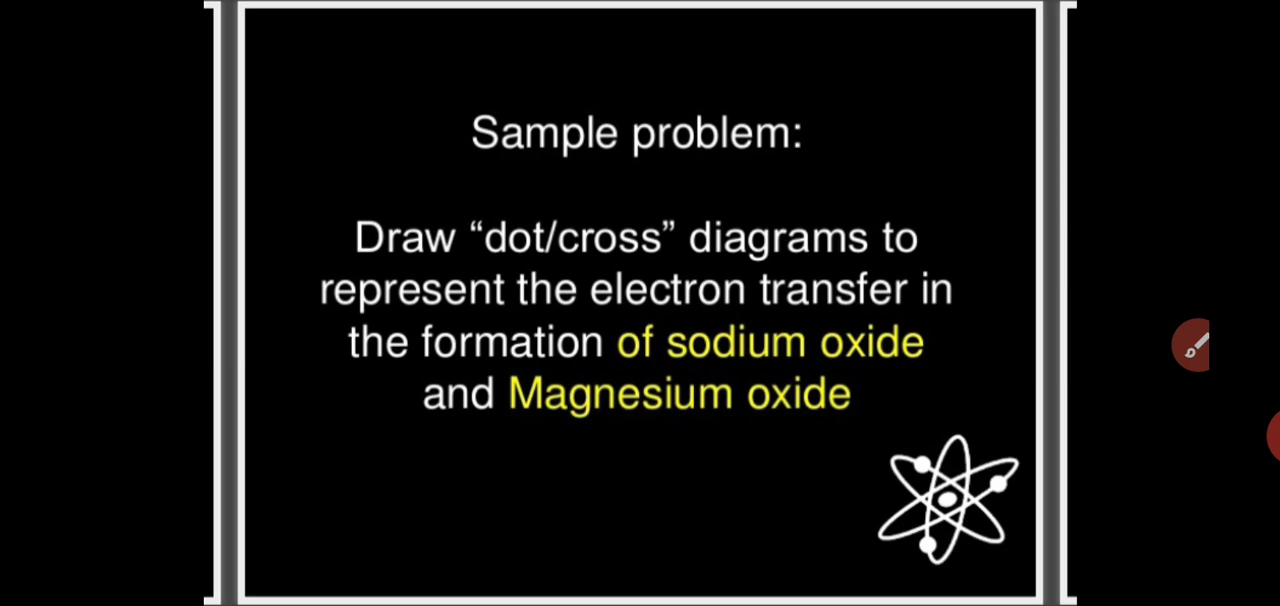 Sample problem:
Draw “dot/cross” diagrams to
represent the electron transfer in
the formation of sodium oxide
and Magnesium oxide